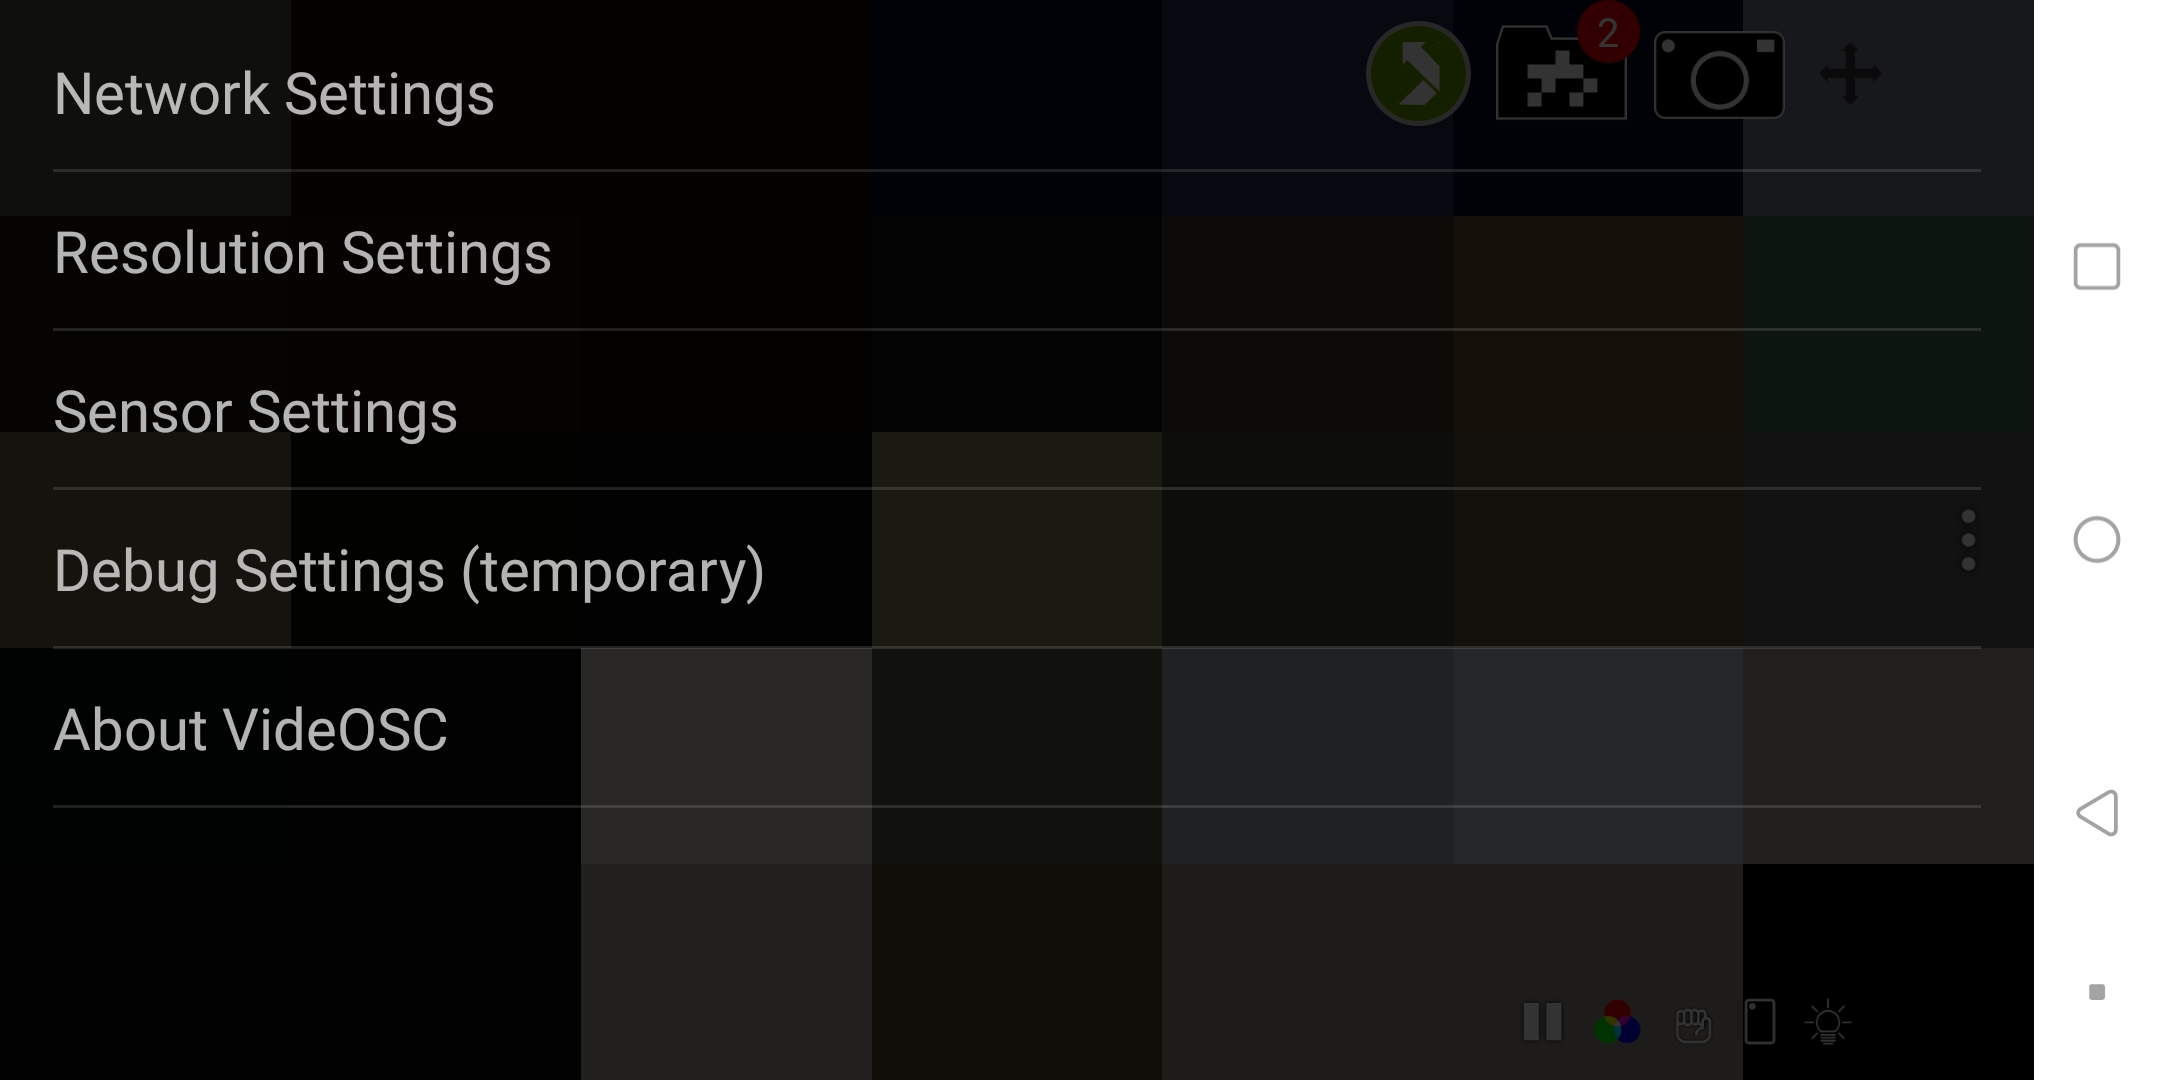 Network Settings
2
Resolution Settings
Sensor Settings
Debug Settings (temporary)
About VideOSC